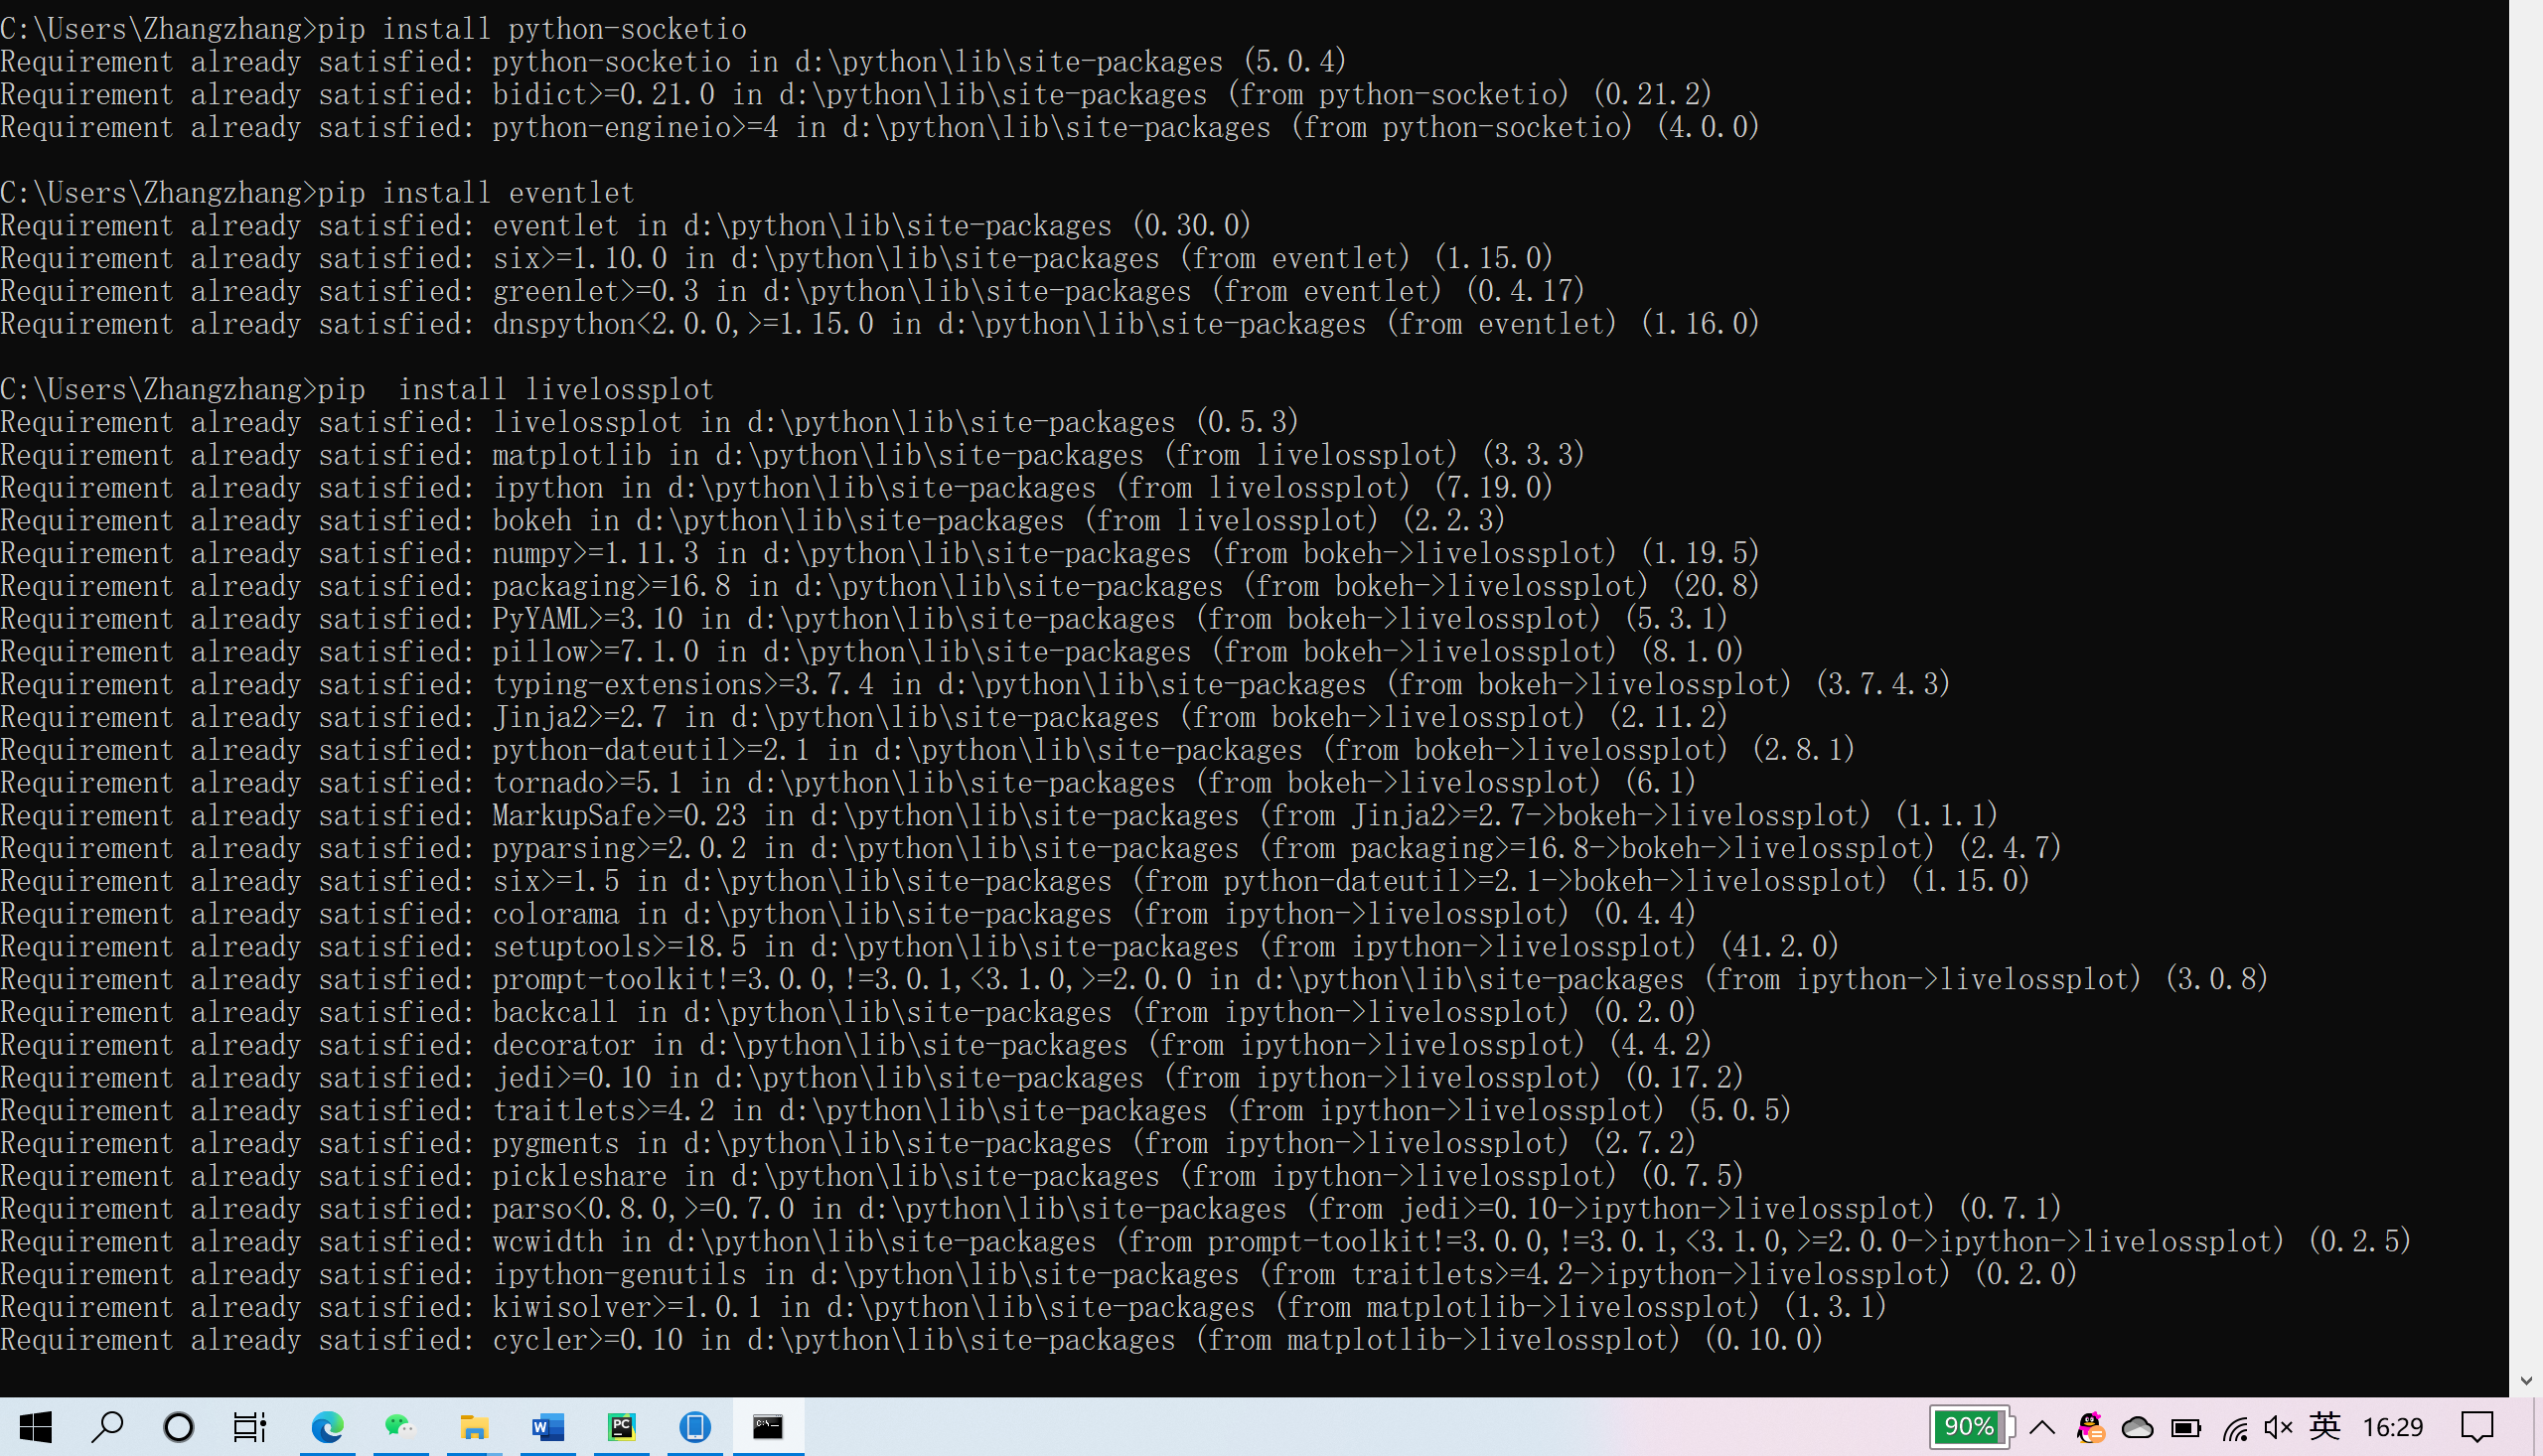 C:\Users\Zhangzhang>pip install python-socketio
Requirement already satisfied: python-socketio in d:\python\lib\site-packages (5.0.4)
Requirement already satisfied: bidict>=0.21.0 in d:\python\lib\site-packages (from python-socketio) (0.21.2)
Requirement already satisfied: python-engineio>=4 in d:\python\lib\site-packages (from python-socketio) (4.0.0)
C:\Users\Zhangzhang>pip install eventlet
Requirement already satisfied: eventlet in d:\python\lib\site-packages (0.30.0)
Requirement already satisfied: six>=1.10.0 in d:\python\lib\site-packages (from eventlet) (1.15.0)
Requirement already satisfied: greenlet>=0.3 in d:\python\lib\site-packages (from eventlet) (0.4.17)
Requirement already satisfied: dnspython<2.0.0,>=1.15.0 in d:\python\lib\site-packages (from eventlet) (1.16.0)
C:\Users\Zhangzhang>pip  install livelossplot
Requirement already satisfied: livelossplot in d:\python\lib\site-packages (0.5.3)
Requirement already satisfied: matplotlib in d:\python\lib\site-packages (from livelossplot) (3.3.3)
Requirement already satisfied: ipython in d:\python\lib\site-packages (from livelossplot) (7.19.0)
Requirement already satisfied: bokeh in d:\python\lib\site-packages (from livelossplot) (2.2.3)
Requirement already satisfied: numpy>=1.11.3 in d:\python\lib\site-packages (from bokeh->livelossplot) (1.19.5)
Requirement already satisfied: packaging>=16.8 in d:\python\lib\site-packages (from bokeh->livelossplot) (20.8)
Requirement already satisfied: PyYAML>=3.10 in d:\python\lib\site-packages (from bokeh->livelossplot) (5.3.1)
Requirement already satisfied: pillow>=7.1.0 in d:\python\lib\site-packages (from bokeh->livelossplot) (8.1.0)
Requirement already satisfied: typing-extensions>=3.7.4 in d:\python\lib\site-packages (from bokeh->livelossplot) (3.7.4.3)
Requirement already satisfied: Jinja2>=2.7 in d:\python\lib\site-packages (from bokeh->livelossplot) (2.11.2)
Requirement already satisfied: python-dateutil>=2.1 in d:\python\lib\site-packages (from bokeh->livelossplot) (2.8.1)
Requirement already satisfied: tornado>=5.1 in d:\python\lib\site-packages (from bokeh->livelossplot) (6.1)
Requirement already satisfied: MarkupSafe>=0.23 in d:\python\lib\site-packages (from Jinja2>=2.7->bokeh->livelossplot) (1.1.1)
Requirement already satisfied: pyparsing>=2.0.2 in d:\python\lib\site-packages (from packaging>=16.8->bokeh->livelossplot) (2.4.7)
Requirement already satisfied: six>=1.5 in d:\python\lib\site-packages (from python-dateutil>=2.1->bokeh->livelossplot) (1.15.0)
Requirement already satisfied: colorama in d:\python\lib\site-packages (from ipython->livelossplot) (0.4.4)
Requirement already satisfied: setuptools>=18.5 in d:\python\lib\site-packages (from ipython->livelossplot) (41.2.0)
Requirement already satisfied: prompt-toolkit!=3.0.0,!=3.0.1,<3.1.0,>=2.0.0 in d:\python\lib\site-packages (from ipython->livelossplot) (3.0.8)
Requirement already satisfied: backcall in d:\python\lib\site-packages (from ipython->livelossplot) (0.2.0)
Requirement already satisfied: decorator in d:\python\lib\site-packages (from ipython->livelossplot) (4.4.2)
Requirement already satisfied: jedi>=0.10 in d:\python\lib\site-packages (from ipython->livelossplot) (0.17.2)
Requirement already satisfied: traitlets>=4.2 in d:\python\lib\site-packages (from ipython->livelossplot) (5.0.5)
Requirement already satisfied: pygments in d:\python\lib\site-packages (from ipython->livelossplot) (2.7.2)
Requirement already satisfied: pickleshare in d:\python\lib\site-packages (from ipython->livelossplot) (0.7.5)
Requirement already satisfied: parso<0.8.0,>=0.7.0 in d:\python\lib\site-packages (from jedi>=0.10->ipython->livelossplot) (0.7.1)
Requirement already satisfied: wcwidth in d:\python\lib\site-packages (from prompt-toolkit!=3.0.0,!=3.0.1,<3.1.0,>=2.0.0->ipython->livelossplot) (0.2.5)
Requirement already satisfied: ipython-genutils in d:\python\lib\site-packages (from traitlets>=4.2->ipython->livelossplot) (0.2.0)
Requirement already satisfied: kiwisolver>=1.0.1 in d:\python\lib\site-packages (from matplotlib->livelossplot) (1.3.1)
Requirement already satisfied: cycler>=0.10 in d:\python\lib\site-packages (from matplotlib->livelossplot) (0.10.0)
W PC C:\_ 90% 英 16:29